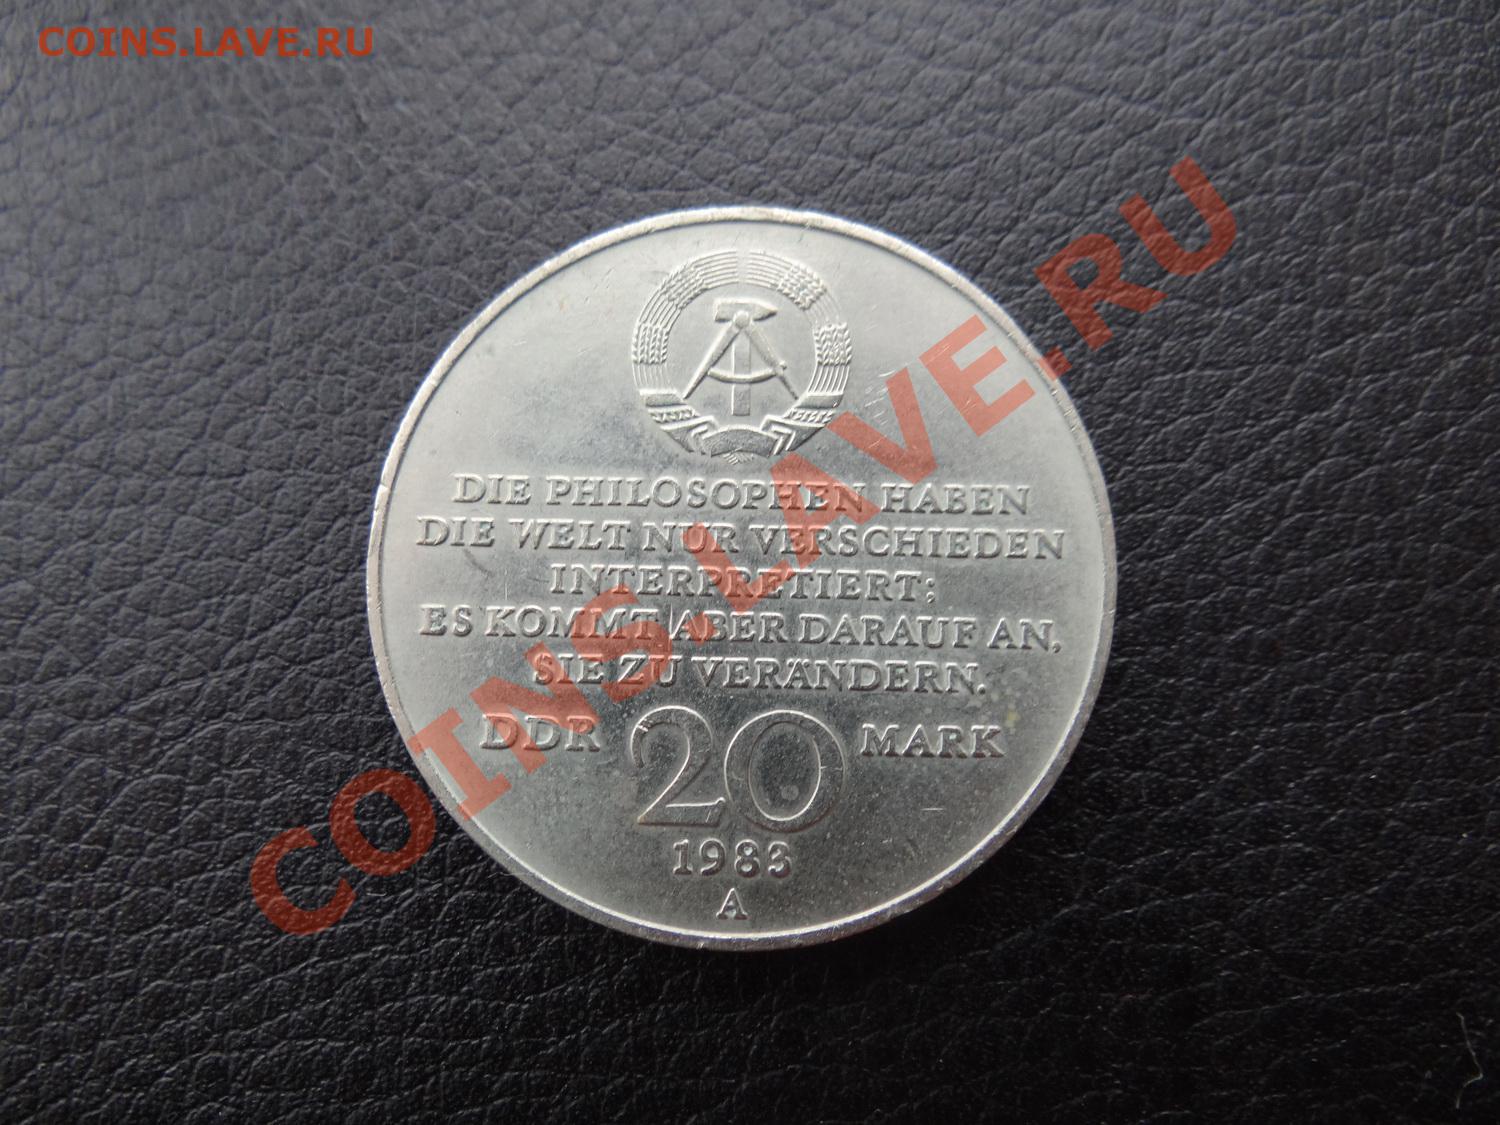 COINS.LAVE.RU
DIE PHILOSOPHEN HABEN
DIE WELT NUR VERSCHIEDEN
INTERPRETIERT;
ES KOMMT ABER DARAUF AN,
SIE ZU VERÄNDERN.
DDR 20 MARK
1983
A
COINS.LAVE.RU